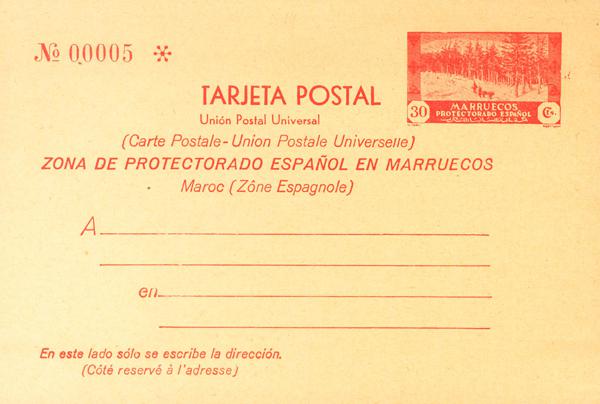 Nº 00005 *
TARJETA POSTAL
Unión Postal Universal
(Carte Postale-Union Postale Universelle)
ZONA DE PROTECTORADO ESPAÑOL EN MARRUECOS
Maroc (Zône Espagnole)
30 MARRUECOS Cts.
PROTECTORADO ESPAÑOL
A
en
En este lado sólo se escribe la dirección.
(Côté reservé à l'adresse)